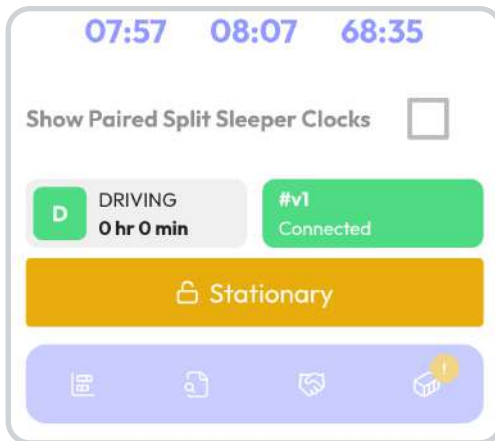 07:57 08:07 68:35
Show Paired Split Sleeper Clocks
D DRIVING
0 hr 0 min
#v1
Connected
Stationary
!